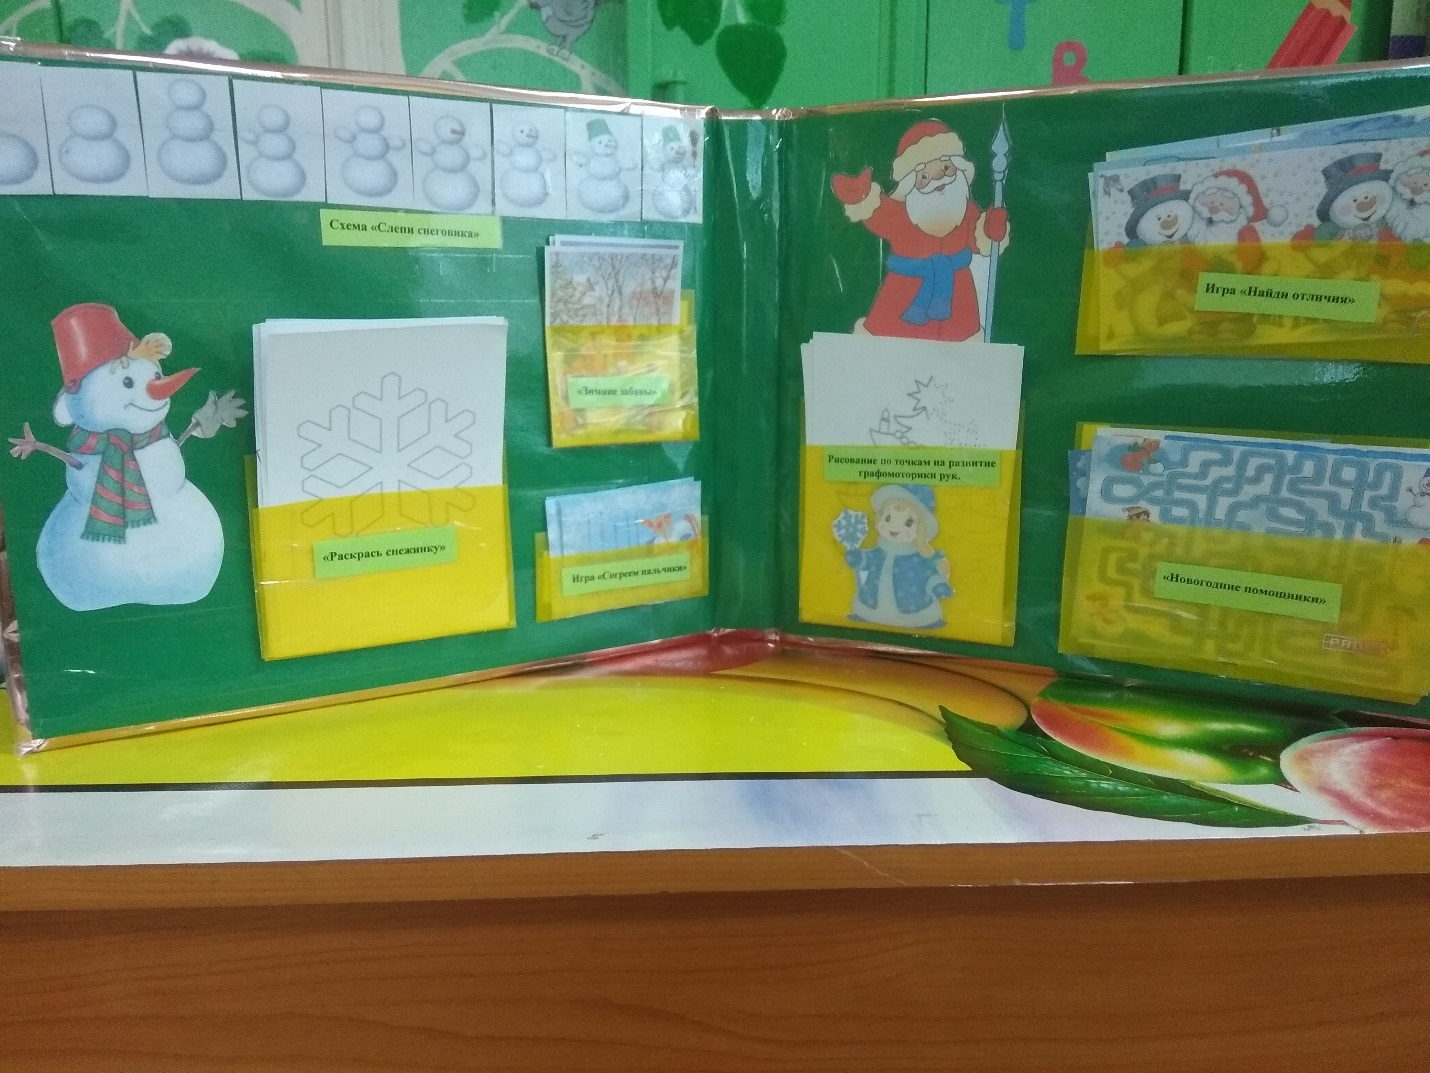 Схема «Слепи снеговика»
«Зимние забавы»
«Раскрась снежинку»
Игра «Согреем пальчики»
Рисование по точкам на развитие
графомоторики рук.
Игра «Найди отличия»
«Новогодние помощники»